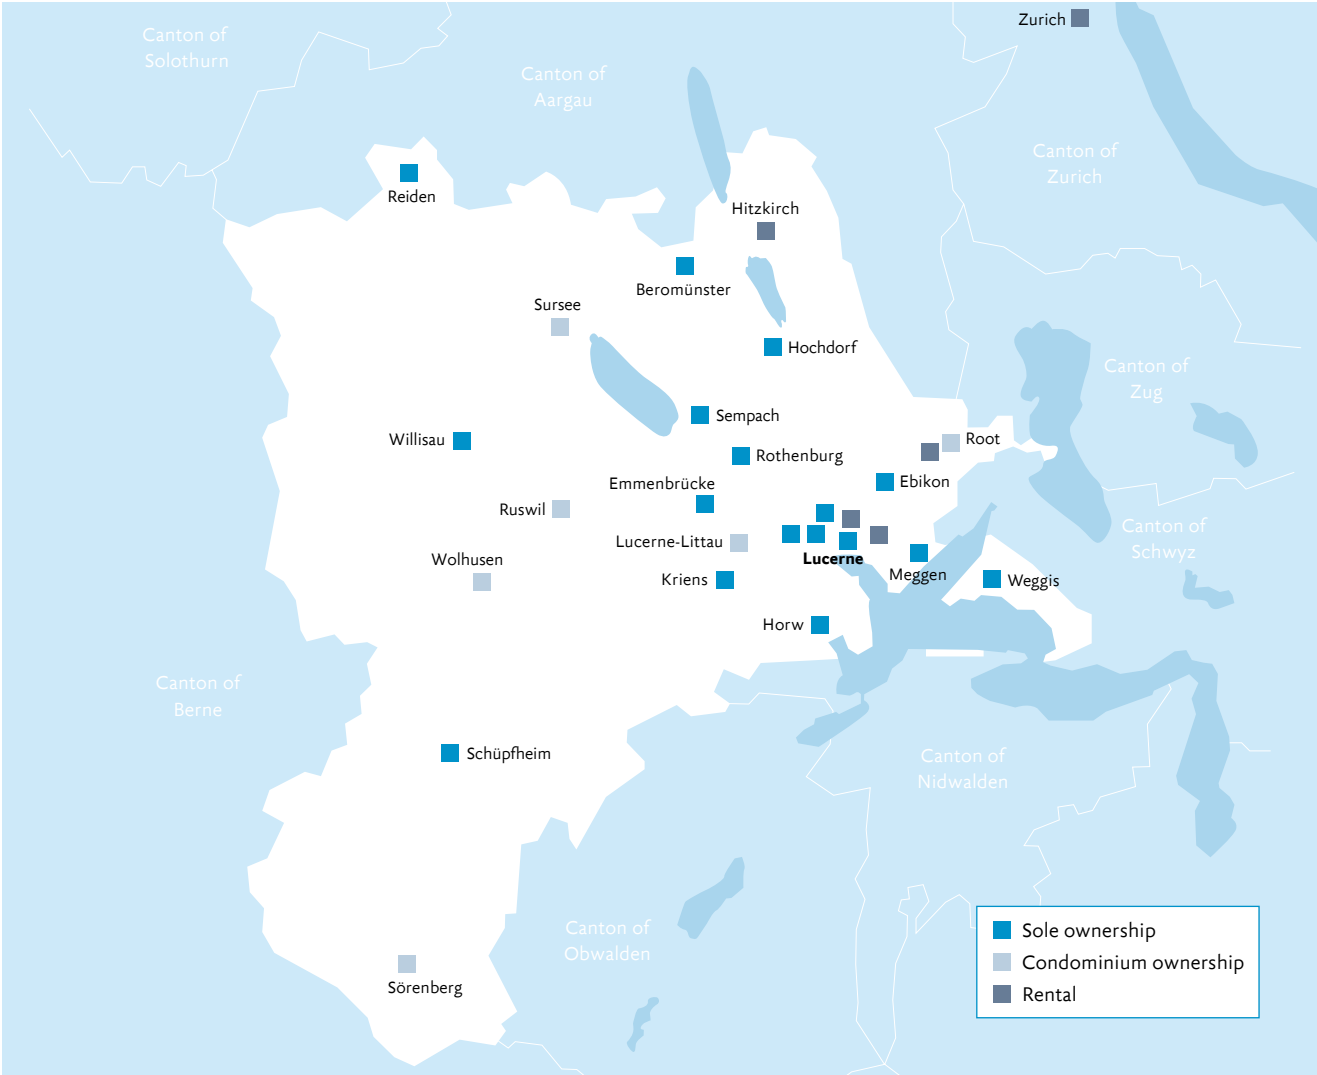 Zurich
Canton of
Solothurn
Canton of
Aargau
Canton of
Zurich
Reiden
Hitzkirch
Beromünster
Sursee
Hochdorf
Canton of
Zug
Sempach
Willisau
Root
Rothenburg
Emmenbrücke
Ebikon
Ruswil
Canton of
Schwyz
Lucerne-Littau
Lucerne
Wolhusen
Meggen
Kriens
Weggis
Horw
Canton of
Berne
Schüpfheim
Canton of
Nidwalden
Canton of
Obwalden
Sörenberg
Sole ownership
Condominium ownership
Rental